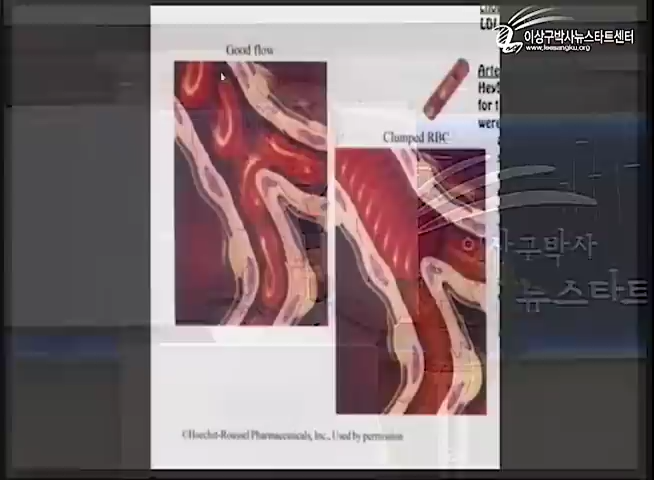 이상구박사뉴스타트센터
www.leesangku.org
Good flow
Clumped RBC
이상구박사
뉴스타트
©Hoechst-Roussel Pharmaceuticals, Inc., Used by permission